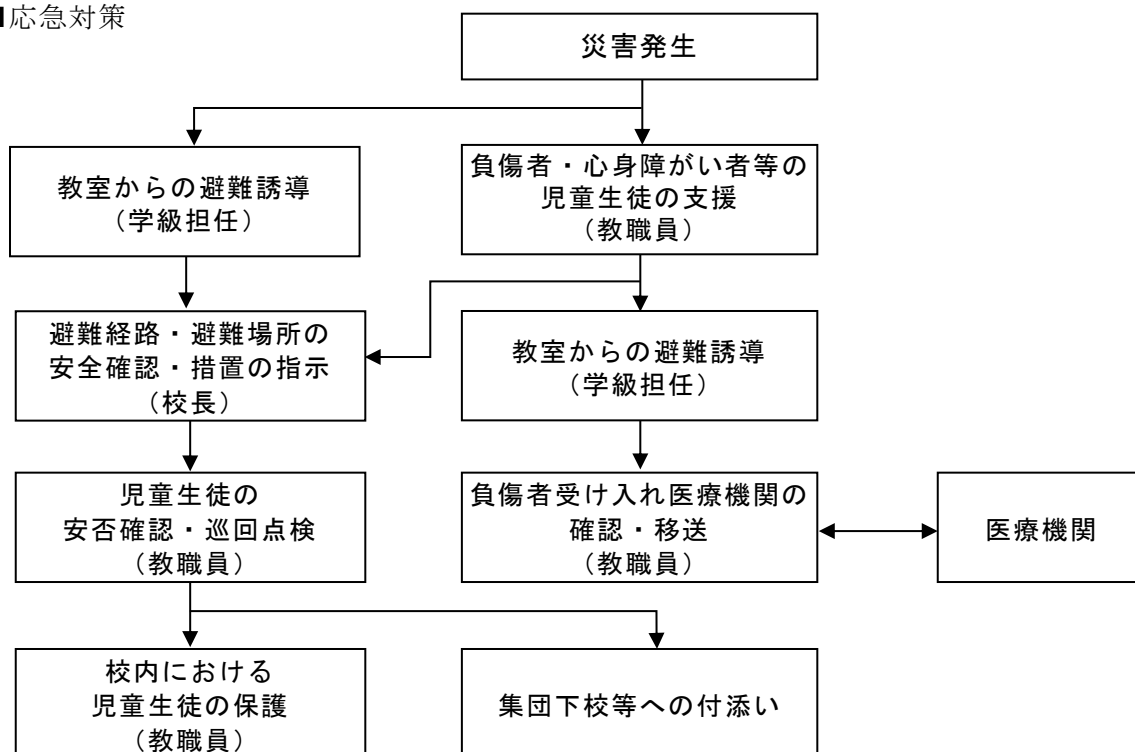 ■応急対策
災害発生
教室からの避難誘導
（学級担任）
負傷者・心身障がい者等の
児童生徒の支援
（教職員）
避難経路・避難場所の
安全確認・措置の指示
（校長）
教室からの避難誘導
（学級担任）
児童生徒の
安否確認・巡回点検
（教職員）
負傷者受け入れ医療機関の
確認・移送
（教職員）
医療機関
校内における
児童生徒の保護
（教職員）
集団下校等への付添い